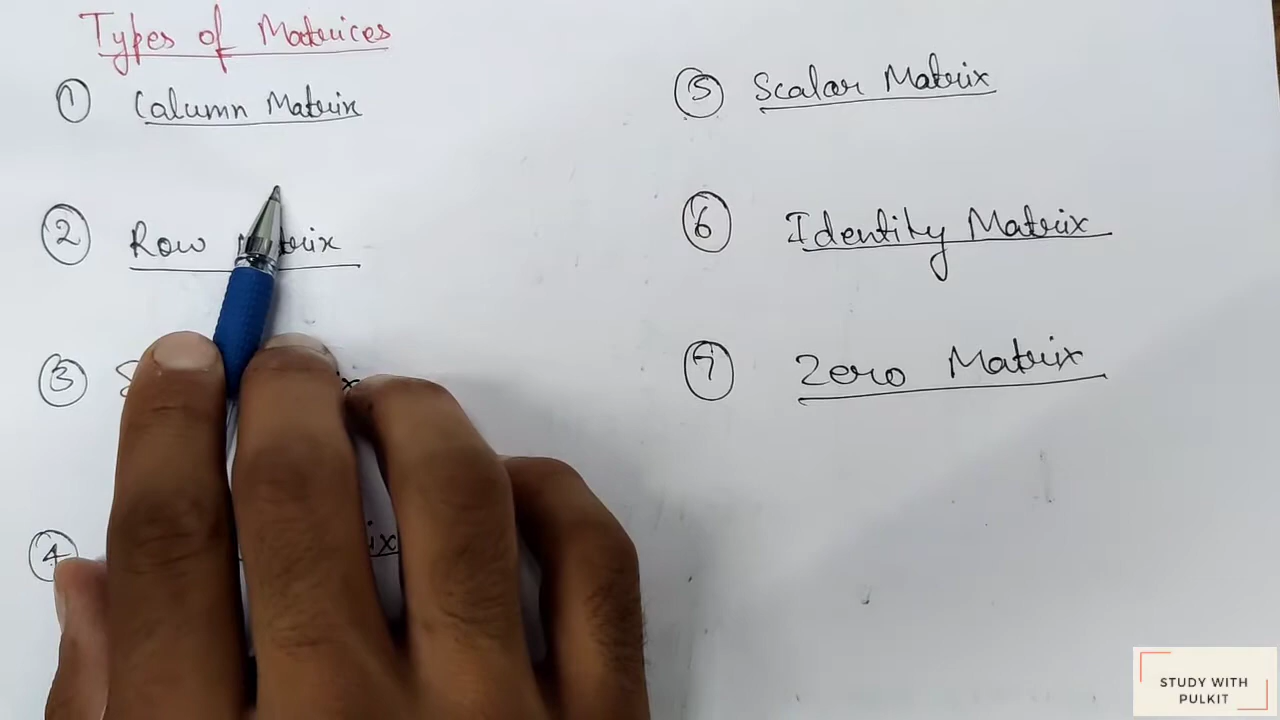 Types of Matrices
① Column Matrix
② Row Matrix
③
④
⑤ Scalar Matrix
⑥ Identity Matrix
⑦ Zero Matrix
STUDY WITH
PULKIT